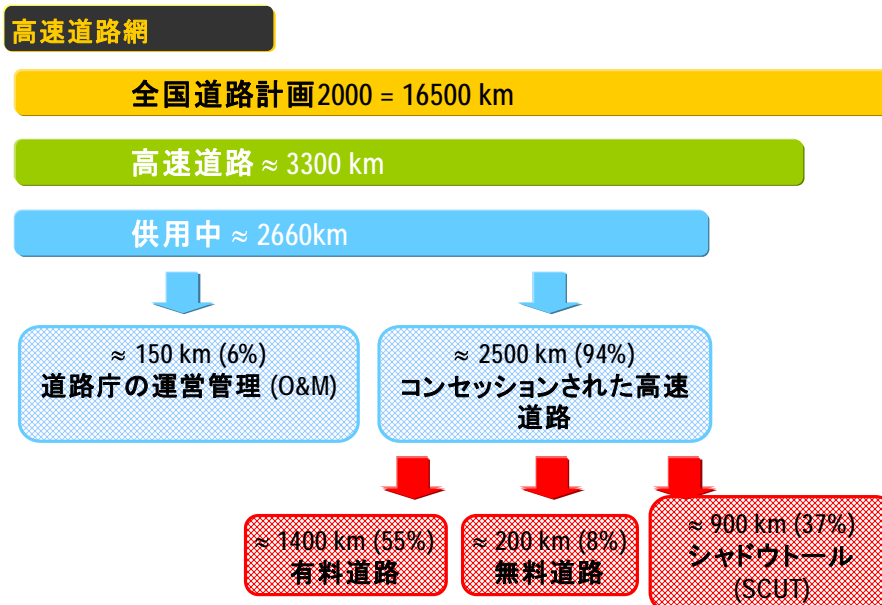 高速道路網
全国道路計画2000 = 16500 km
高速道路 ≈ 3300 km
供用中 ≈ 2660km
≈ 150 km (6%)
道路庁の運営管理 (O&M)
≈ 2500 km (94%)
コンセッションされた高速
道路
≈ 1400 km (55%)
有料道路
≈ 200 km (8%)
無料道路
≈ 900 km (37%)
シャドウトール
(SCUT)